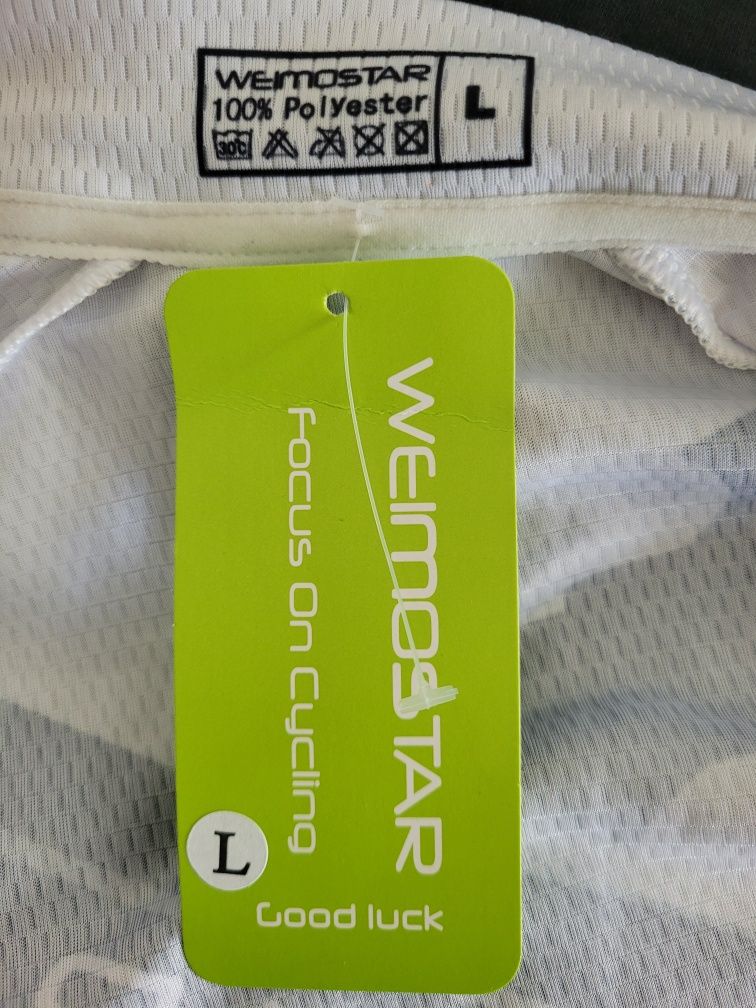 WEIMOSTAR
100% Polyester
L
30℃
WEIMOSTAR
Focus On Cycling
L
Good luck